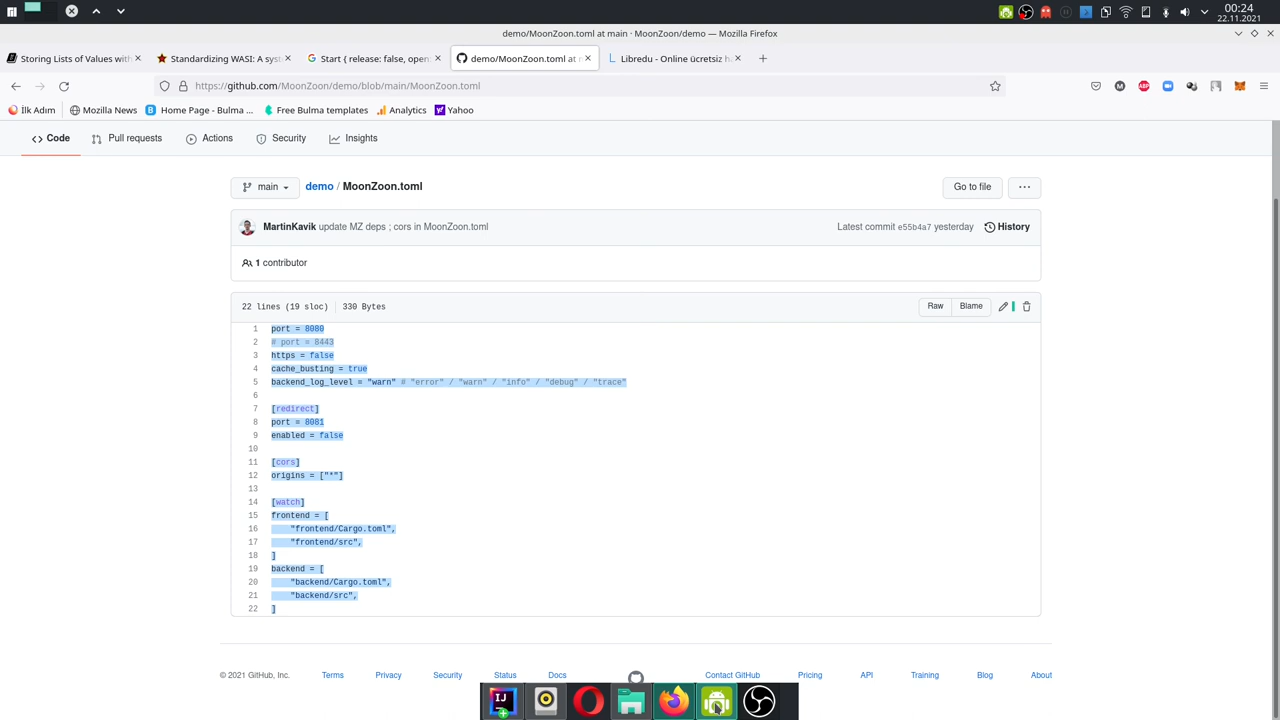 00:24
22.11.2021
demo/MoonZoon.toml at main · MoonZoon/demo — Mozilla Firefox
Storing Lists of Values with
Standardizing WASI: A sys
Start { release: false, open:
demo/MoonZoon.toml at
Libredu - Online ücretsiz
https://github.com/MoonZoon/demo/blob/main/MoonZoon.toml
İlk Adım
Mozilla News
Home Page - Bulma ...
Free Bulma templates
Analytics
Yahoo
Code
Pull requests
Actions
Security
Insights
main
demo / MoonZoon.toml
Go to file
MartinKavik update MZ deps ; cors in MoonZoon.toml
Latest commit e55b4a7 yesterday
History
1 contributor
22 lines (19 sloc)
330 Bytes
Raw
Blame
1 port = 8080
2 # port = 8443
3 https = false
4 cache_busting = true
5 backend_log_level = "warn" # "error" / "warn" / "info" / "debug" / "trace"
6
7 [redirect]
8 port = 8081
9 enabled = false
10
11 [cors]
12 origins = ["*"]
13
14 [watch]
15 frontend = [
16 "frontend/Cargo.toml",
17 "frontend/src",
18 ]
19 backend = [
20 "backend/Cargo.toml",
21 "backend/src",
22 ]
© 2021 GitHub, Inc.
Terms
Privacy
Security
Status
Docs
Contact GitHub
Pricing
API
Training
Blog
About
IJ